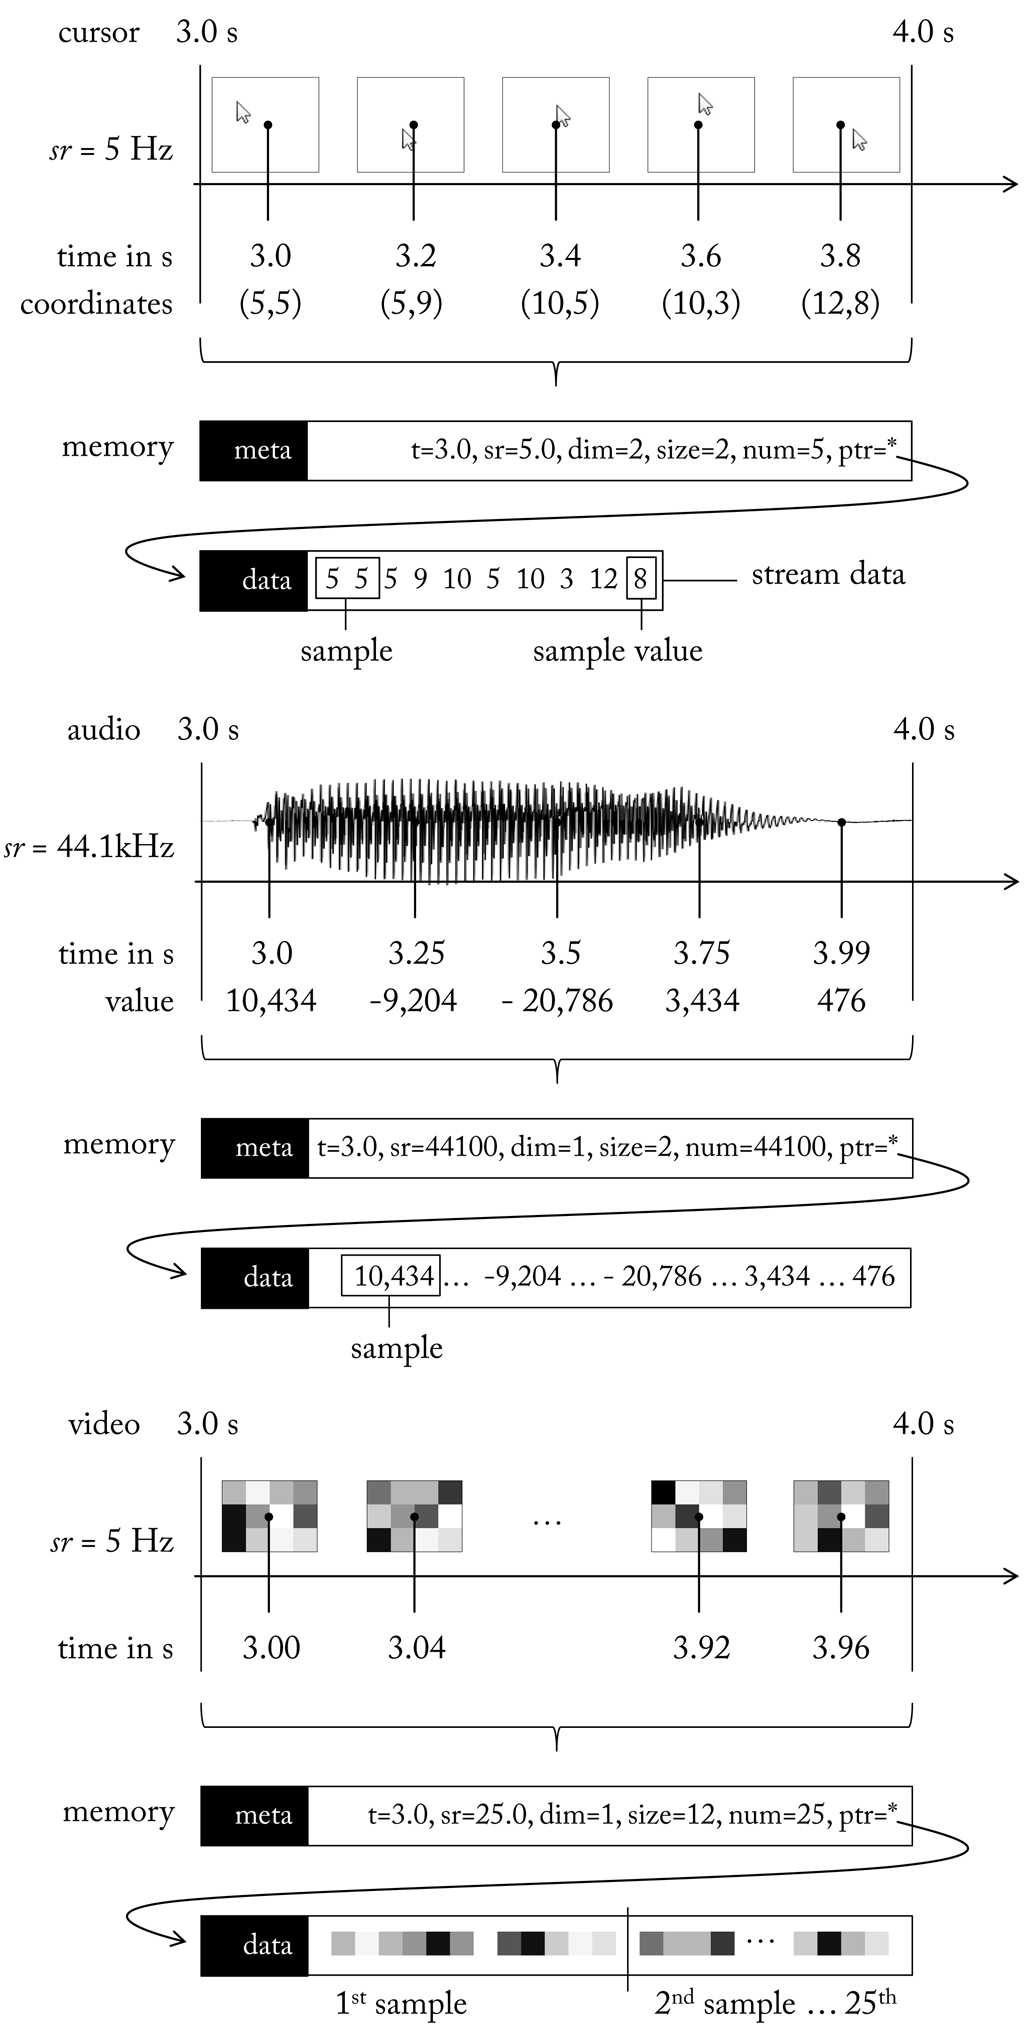 cursor 3.0 s 4.0 s
sr = 5 Hz
time in s 3.0 3.2 3.4 3.6 3.8
coordinates (5,5) (5,9) (10,5) (10,3) (12,8)
memory meta t=3.0, sr=5.0, dim=2, size=2, num=5, ptr=*
data 5 5 5 9 10 5 10 3 12 8 stream data
sample sample value
audio 3.0 s 4.0 s
sr = 44.1kHz
time in s 3.0 3.25 3.5 3.75 3.99
value 10,434 -9,204 - 20,786 3,434 476
memory meta t=3.0, sr=44100, dim=1, size=2, num=44100, ptr=*
data 10,434 ... -9,204 ... - 20,786 ... 3,434 ... 476
sample
video 3.0 s 4.0 s
...
sr = 5 Hz
time in s 3.00 3.04 3.92 3.96
memory meta t=3.0, sr=25.0, dim=1, size=12, num=25, ptr=*
data ...
1st sample 2nd sample ... 25th